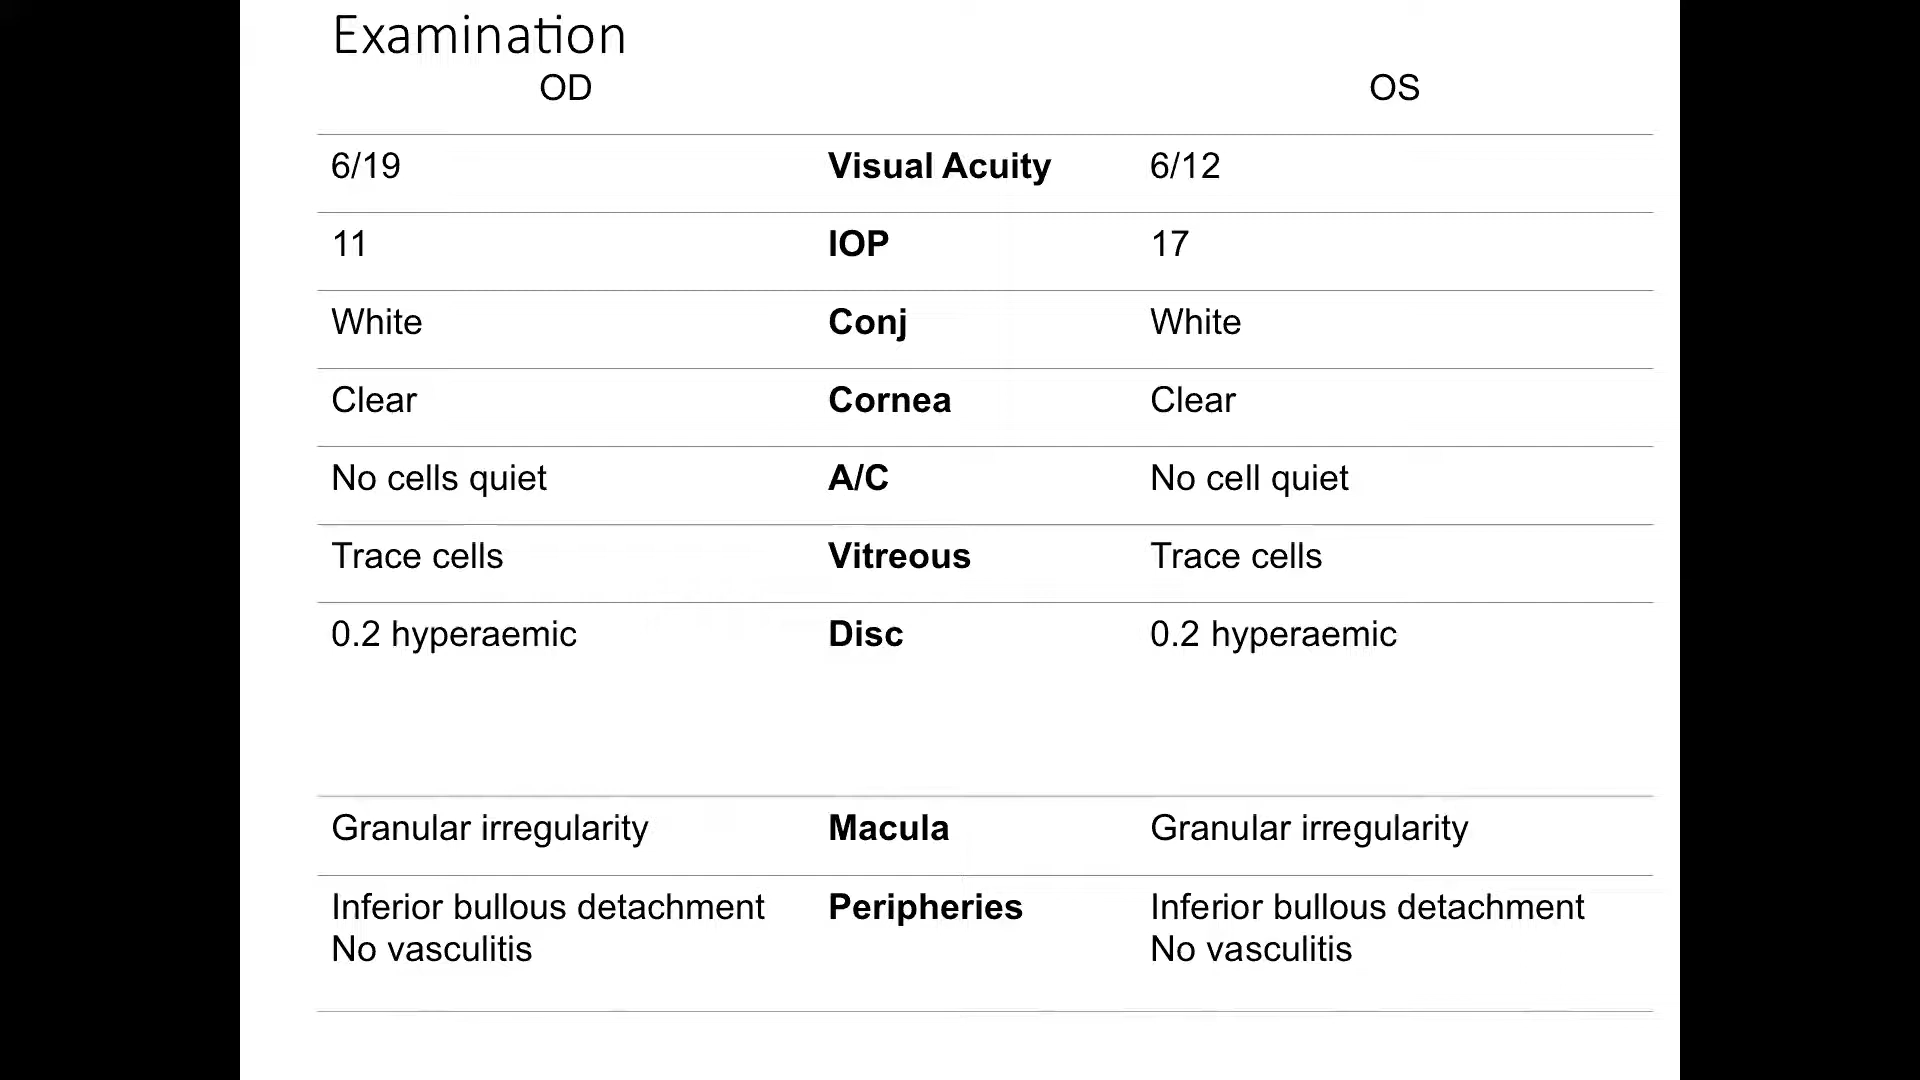 Examination
OD OS
6/19 Visual Acuity 6/12
11 IOP 17
White Conj White
Clear Cornea Clear
No cells quiet A/C No cell quiet
Trace cells Vitreous Trace cells
0.2 hyperaemic Disc 0.2 hyperaemic
Granular irregularity Macula Granular irregularity
Inferior bullous detachment Peripheries Inferior bullous detachment
No vasculitis No vasculitis